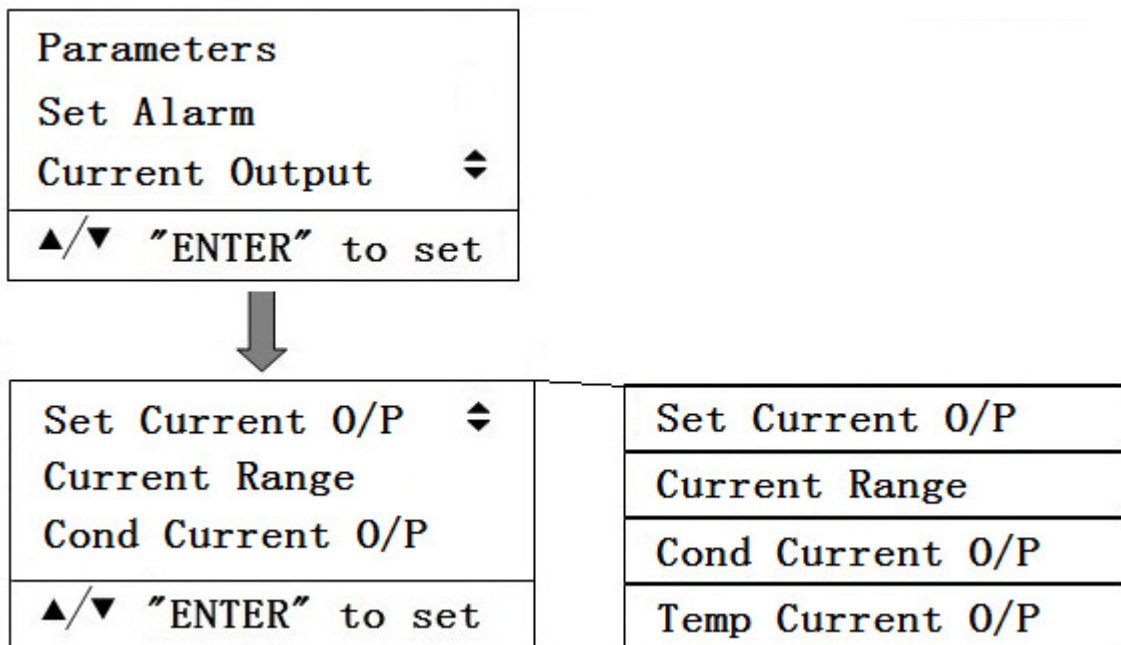 Parameters
Set Alarm
Current Output
▲/▼ "ENTER" to set
Set Current O/P
Current Range
Cond Current O/P
▲/▼ "ENTER" to set
Set Current O/P
Current Range
Cond Current O/P
Temp Current O/P